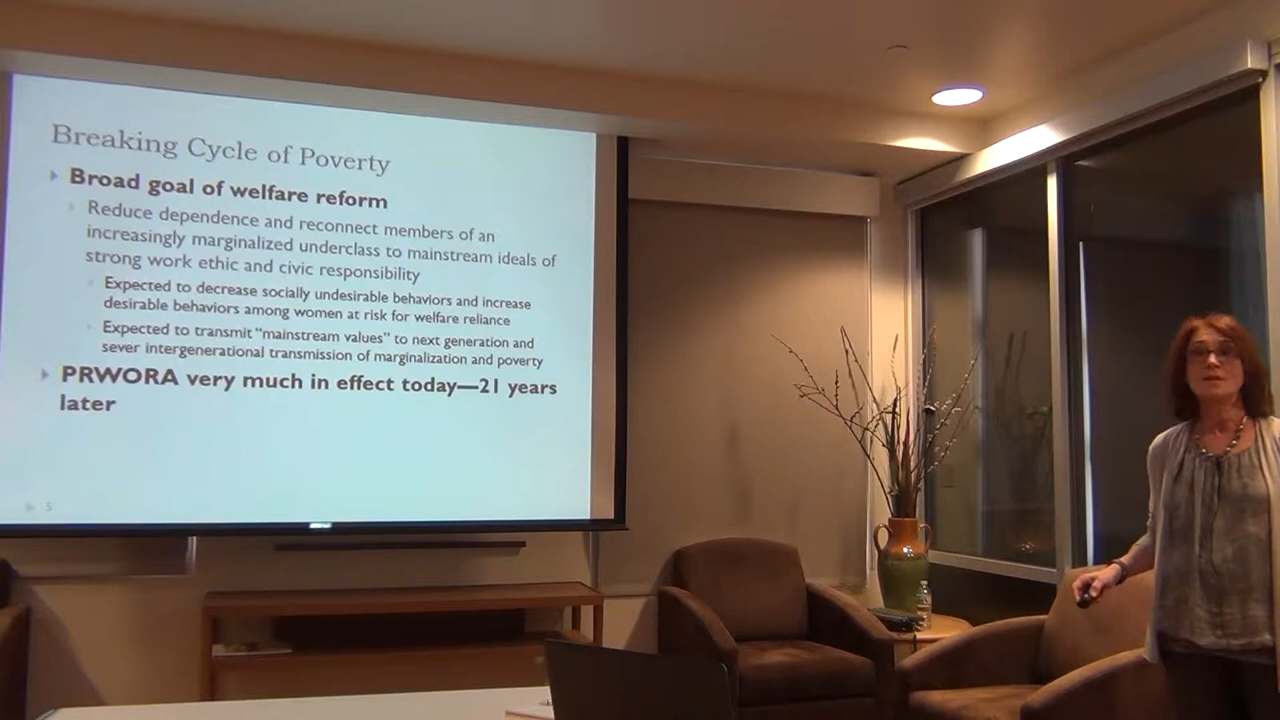 Breaking Cycle of Poverty
Broad goal of welfare reform
Reduce dependence and reconnect members of an
increasingly marginalized underclass to mainstream ideals of
strong work ethic and civic responsibility
Expected to decrease socially undesirable behaviors and increase
desirable behaviors among women at risk for welfare reliance
Expected to transmit “mainstream values” to next generation and
sever intergenerational transmission of marginalization and poverty
PRWORA very much in effect today—21 years
later
5